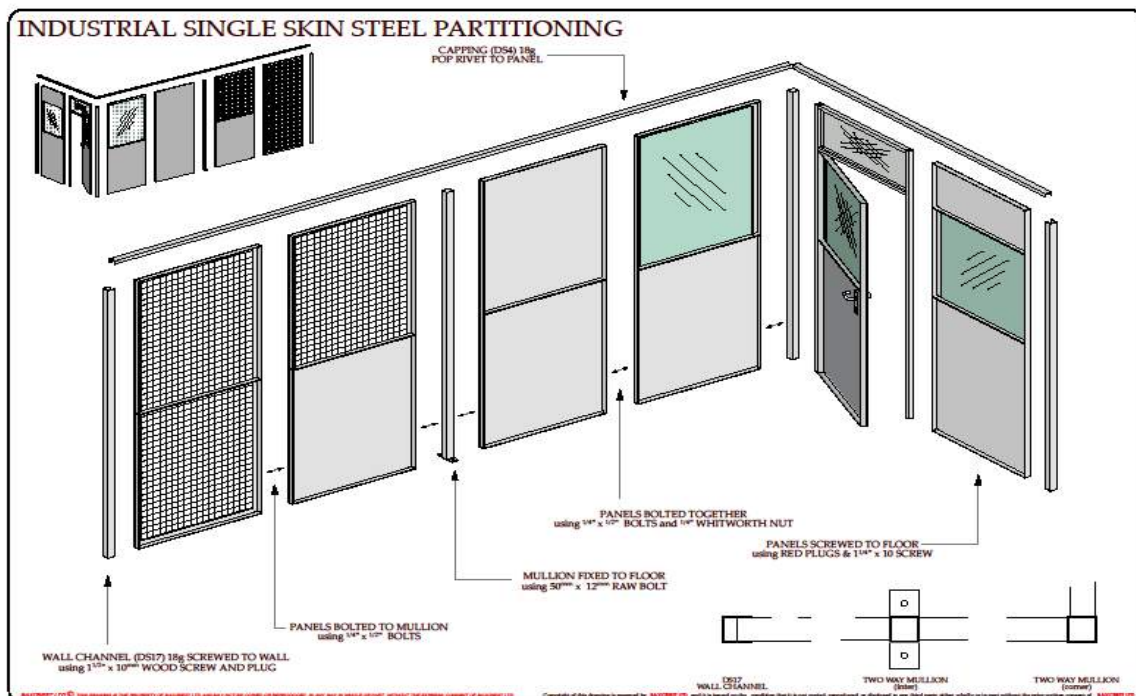 INDUSTRIAL SINGLE SKIN STEEL PARTITIONING
CAPPING (DS4) 18g
POP RIVET TO PANEL
PANELS BOLTED TOGETHER
using 1/4" x 1/2" BOLTS and 1/4" WHITWORTH NUT
PANELS SCREWED TO FLOOR
using RED PLUGS & 1 1/4" x 10 SCREW
MULLION FIXED TO FLOOR
using 50mm x 12mm RAW BOLT
PANELS BOLTED TO MULLION
using 1/4" x 1/2" BOLTS
WALL CHANNEL (DS17) 18g SCREWED TO WALL
using 1 1/2" x 10mm WOOD SCREW AND PLUG
DS17
WALL CHANNEL
TWO WAY MULLION
(inter)
TWO WAY MULLION
(corner)